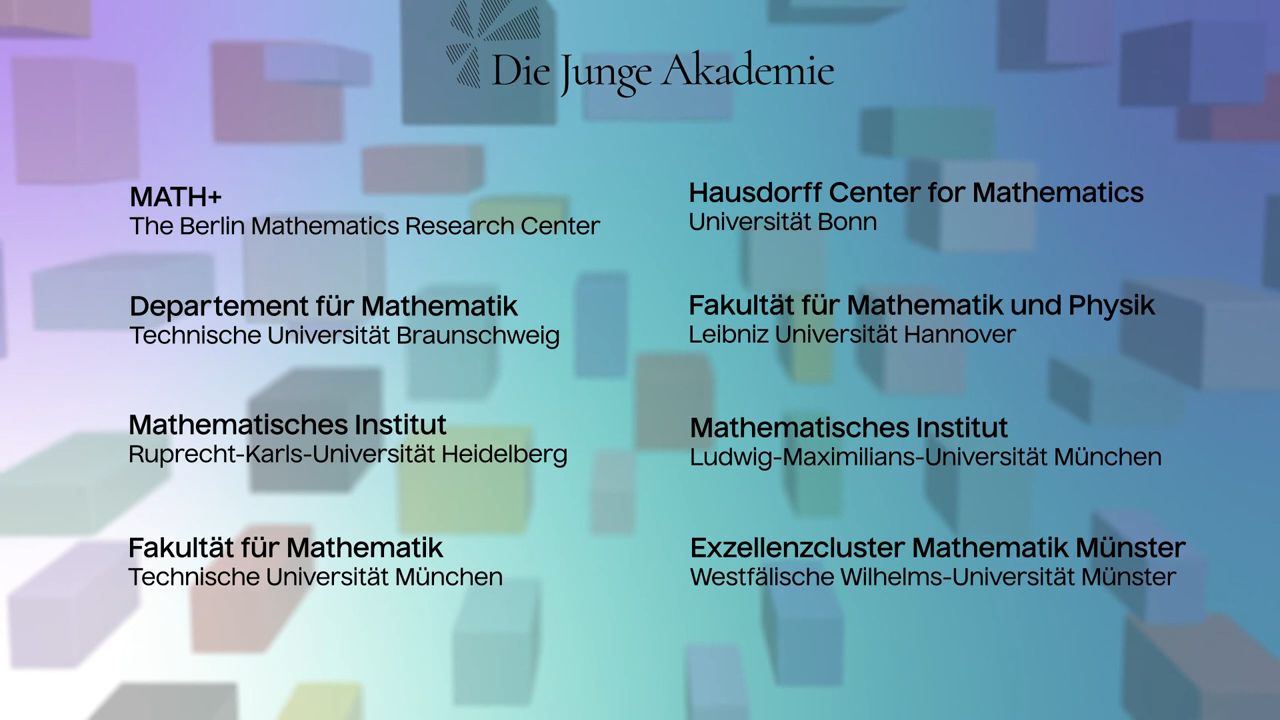 Die Junge Akademie
MATH+
The Berlin Mathematics Research Center
Hausdorff Center for Mathematics
Universität Bonn
Departement für Mathematik
Technische Universität Braunschweig
Fakultät für Mathematik und Physik
Leibniz Universität Hannover
Mathematisches Institut
Ruprecht-Karls-Universität Heidelberg
Mathematisches Institut
Ludwig-Maximilians-Universität München
Fakultät für Mathematik
Technische Universität München
Exzellenzcluster Mathematik Münster
Westfälische Wilhelms-Universität Münster